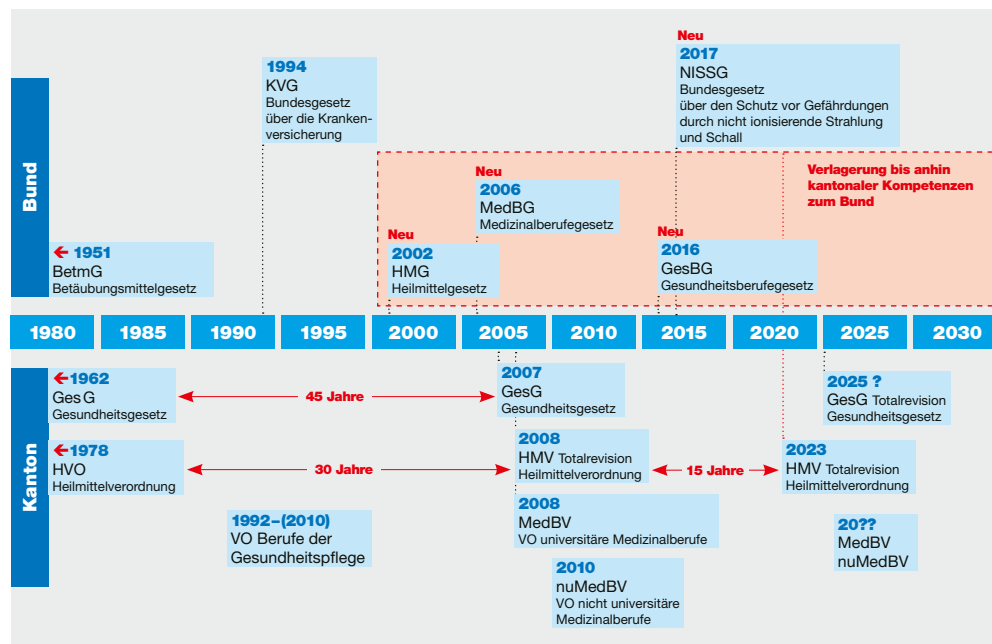 Bund
1994
KVG
Bundesgesetz
über die Kranken-
versicherung
Neu
2017
NISSG
Bundesgesetz
über den Schutz vor Gefährdungen
durch nicht ionisierende Strahlung
und Schall
Verlagerung bis anhin
kantonaler Kompetenzen
zum Bund
Neu
2006
MedBG
Medizinalberufegesetz
← 1951
BetmG
Betäubungsmittelgesetz
Neu
2002
HMG
Heilmittelgesetz
Neu
2016
GesBG
Gesundheitsberufegesetz
1980 1985 1990 1995 2000 2005 2010 2015 2020 2025 2030
Kanton
←1962
Ges G
Gesundheitsgesetz
45 Jahre
2007
GesG
Gesundheitsgesetz
2025 ?
GesG Totalrevision
Gesundheitsgesetz
←1978
HVO
Heilmittelverordnung
30 Jahre
2008
HMV Totalrevision
Heilmittelverordnung
15 Jahre
2023
HMV Totalrevision
Heilmittelverordnung
1992–(2010)
VO Berufe der
Gesundheitspflege
2008
MedBV
VO universitäre Medizinalberufe
20??
MedBV
nuMedBV
2010
nuMedBV
VO nicht universitäre
Medizinalberufe